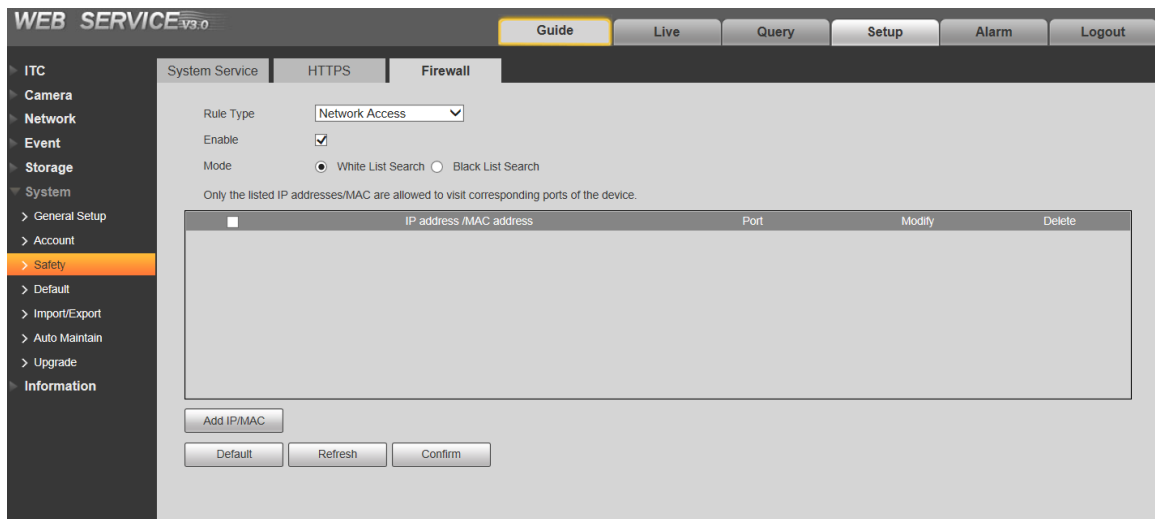 WEB SERVICE V3.0
Guide Live Query Setup Alarm Logout
ITC
Camera
Network
Event
Storage
System
> General Setup
> Account
> Safety
> Default
> Import/Export
> Auto Maintain
> Upgrade
Information
System Service HTTPS Firewall
Rule Type Network Access
Enable
Mode White List Search Black List Search
Only the listed IP addresses/MAC are allowed to visit corresponding ports of the device.
IP address /MAC address Port Modify Delete
Add IP/MAC
Default Refresh Confirm